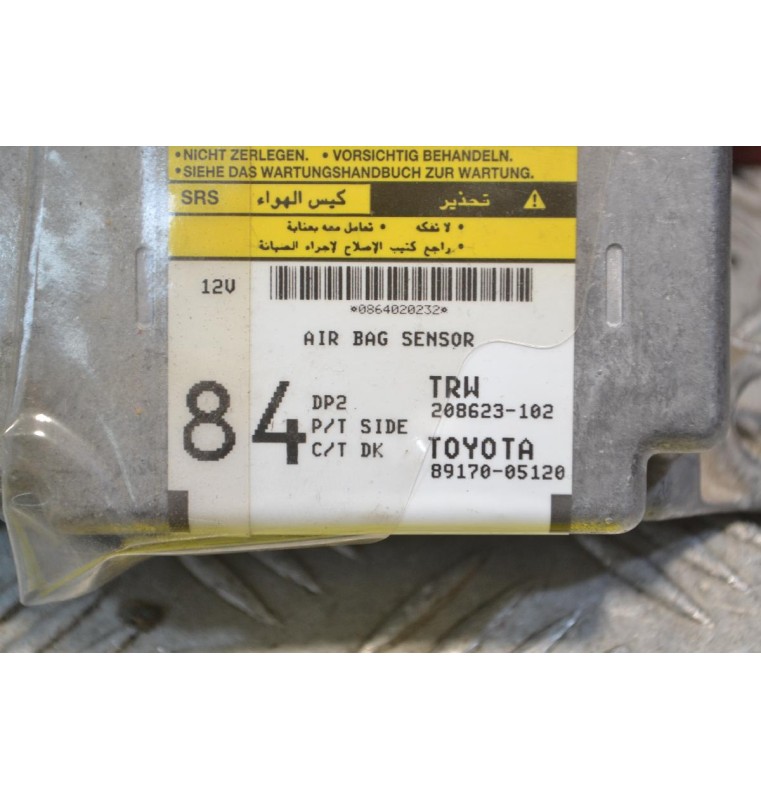 • NICHT ZERLEGEN. • VORSICHTIG BEHANDELN.
• SIEHE DAS WARTUNGSHANDBUCH ZUR WARTUNG.
SRS كيس الهواء تحذير
• لا تفكه • تعامل معه بعناية
• راجع كتيب الإصلاح لإجراء الصيانة
12V
*0864020232*
AIR BAG SENSOR
84
DP2
P/T SIDE
C/T DK
TRW
208623-102
TOYOTA
89170-05120